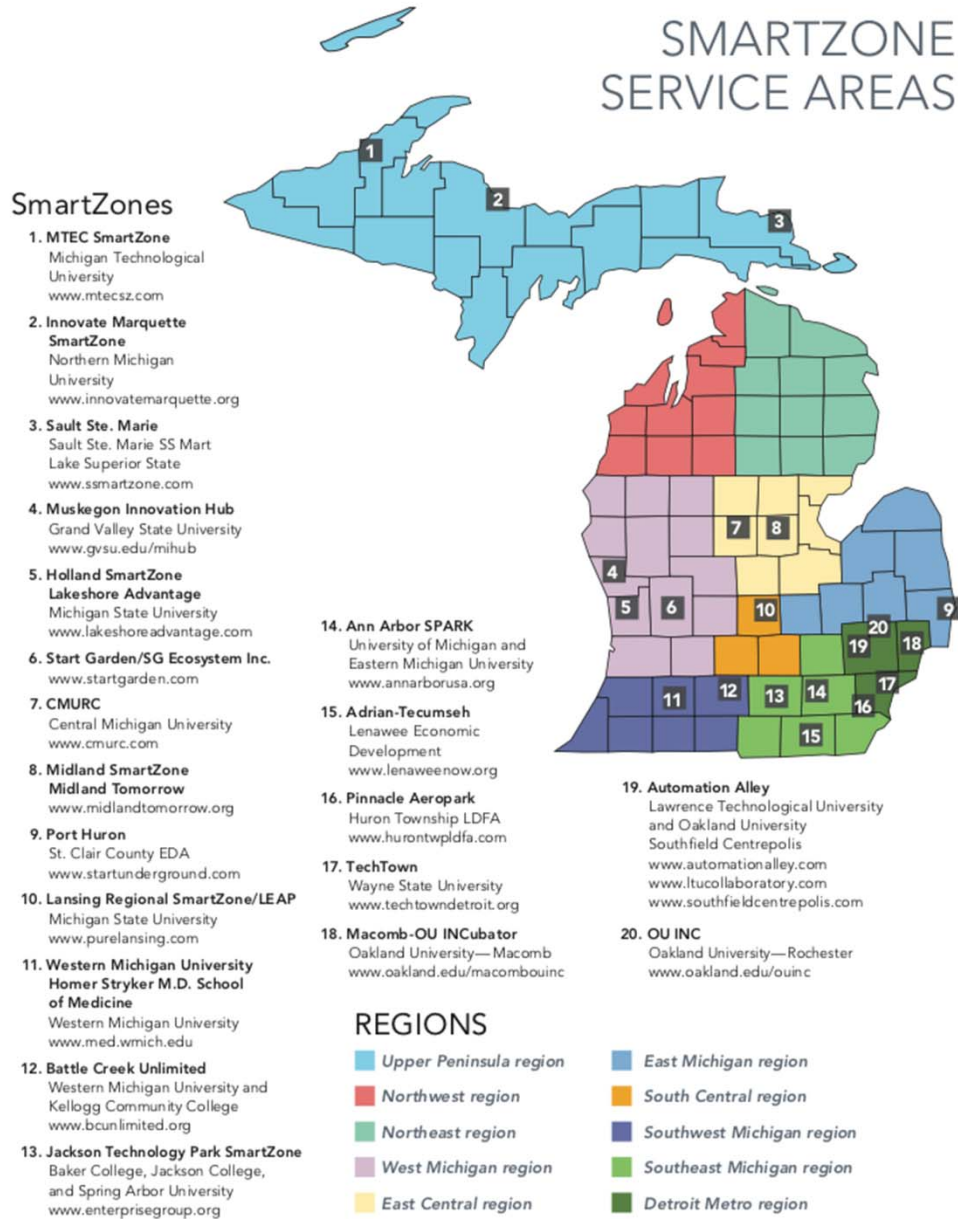 SMARTZONE
SERVICE AREAS
1
2
3
4
5
6
7
8
9
10
20
19
18
17
16
11
12
13
14
15
SmartZones
1. MTEC SmartZone
Michigan Technological
University
www.mtecsz.com
2. Innovate Marquette
SmartZone
Northern Michigan
University
www.innovatemarquette.org
3. Sault Ste. Marie
Sault Ste. Marie SS Mart
Lake Superior State
www.ssmartzone.com
4. Muskegon Innovation Hub
Grand Valley State University
www.gvsu.edu/mihub
5. Holland SmartZone
Lakeshore Advantage
Michigan State University
www.lakeshoreadvantage.com
6. Start Garden/SG Ecosystem Inc.
www.startgarden.com
7. CMURC
Central Michigan University
www.cmurc.com
8. Midland SmartZone
Midland Tomorrow
www.midlandtomorrow.org
9. Port Huron
St. Clair County EDA
www.startunderground.com
10. Lansing Regional SmartZone/LEAP
Michigan State University
www.purelansing.com
11. Western Michigan University
Homer Stryker M.D. School
of Medicine
Western Michigan University
www.med.wmich.edu
12. Battle Creek Unlimited
Western Michigan University and
Kellogg Community College
www.bcunlimited.org
13. Jackson Technology Park SmartZone
Baker College, Jackson College,
and Spring Arbor University
www.enterprisegroup.org
14. Ann Arbor SPARK
University of Michigan and
Eastern Michigan University
www.annarborusa.org
15. Adrian-Tecumseh
Lenawee Economic
Development
www.lenaweenow.org
16. Pinnacle Aeropark
Huron Township LDFA
www.hurontwpldfa.com
17. TechTown
Wayne State University
www.techtowndetroit.org
18. Macomb-OU INCubator
Oakland University—Macomb
www.oakland.edu/macombouinc
19. Automation Alley
Lawrence Technological University
and Oakland University
Southfield Centrepolis
www.automationalley.com
www.ltucollaboratory.com
www.southfieldcentrepolis.com
20. OU INC
Oakland University—Rochester
www.oakland.edu/ouinc
REGIONS
Upper Peninsula region
Northwest region
Northeast region
West Michigan region
East Central region
East Michigan region
South Central region
Southwest Michigan region
Southeast Michigan region
Detroit Metro region